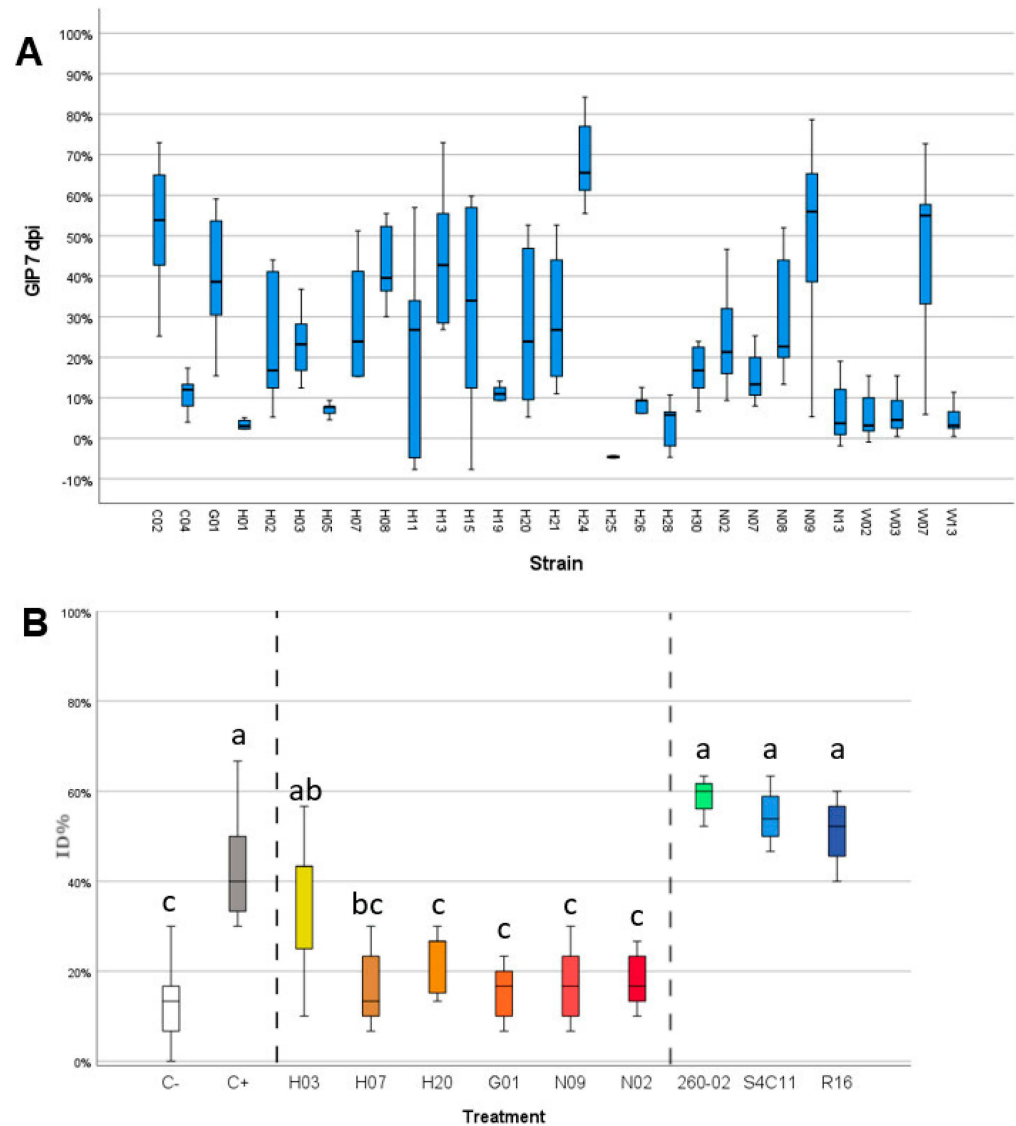 A
100%
90%
80%
70%
60%
50%
40%
30%
20%
10%
0%
-10%
GIP 7 dpi
C02 C04 G01 H01 H02 H03 H05 H07 H08 H11 H13 H15 H19 H20 H21 H24 H25 H26 H28 H30 N02 N07 N08 N09 N13 W02 W03 W07 W13
Strain
B
100%
80%
60%
40%
20%
0%
ID%
c a ab bc c c c c a a a
C- C+ H03 H07 H20 G01 N09 N02 260-02 S4C11 R16
Treatment